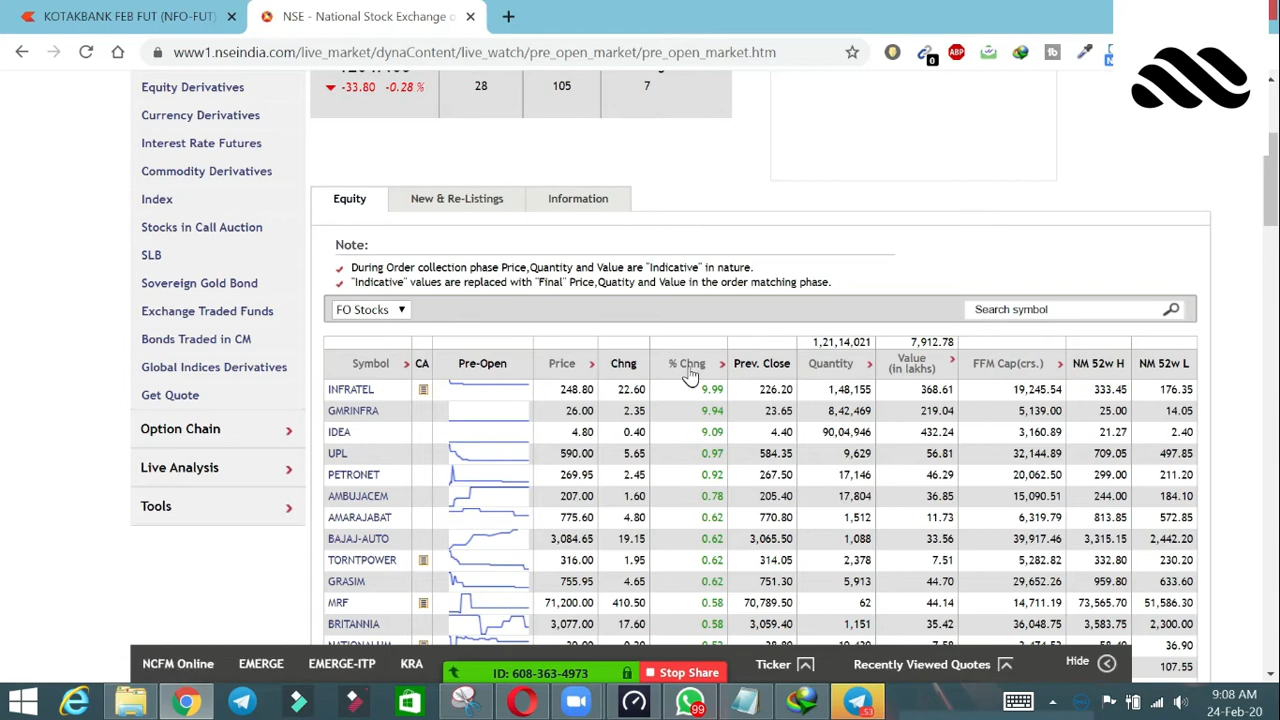 KOTAKBANK FEB FUT (NFO-FUT)
NSE - National Stock Exchange o
www1.nseindia.com/live_market/dynaContent/live_watch/pre_open_market/pre_open_market.htm
0
ABP
tb
-33.80 -0.28 % 28 105 7
Equity Derivatives
Currency Derivatives
Interest Rate Futures
Commodity Derivatives
Index
Stocks in Call Auction
SLB
Sovereign Gold Bond
Exchange Traded Funds
Bonds Traded in CM
Global Indices Derivatives
Get Quote
Option Chain
Live Analysis
Tools
Equity New & Re-Listings Information
Note:
During Order collection phase Price,Quantity and Value are "Indicative" in nature.
"Indicative" values are replaced with "Final" Price,Quatity and Value in the order matching phase.
FO Stocks Search symbol
1,21,14,021 7,912.78
Symbol CA Pre-Open Price Chng % Chng Prev. Close Quantity Value (in lakhs) FFM Cap(crs.) NM 52w H NM 52w L
INFRATEL 248.80 22.60 9.99 226.20 1,48,155 368.61 19,245.54 333.45 176.35
GMRINFRA 26.00 2.35 9.94 23.65 8,42,469 219.04 5,139.00 25.00 14.05
IDEA 4.80 0.40 9.09 4.40 90,04,946 432.24 3,160.89 21.27 2.40
UPL 590.00 5.65 0.97 584.35 9,629 56.81 32,144.89 709.05 497.85
PETRONET 269.95 2.45 0.92 267.50 17,146 46.29 20,062.50 299.00 211.20
AMBUJACEM 207.00 1.60 0.78 205.40 17,804 36.85 15,090.51 244.00 184.10
AMARAJABAT 775.60 4.80 0.62 770.80 1,512 11.73 6,319.79 813.85 572.85
BAJAJ-AUTO 3,084.65 19.15 0.62 3,065.50 1,088 33.56 39,917.46 3,315.15 2,442.20
TORNTPOWER 316.00 1.95 0.62 314.05 2,378 7.51 5,282.82 332.80 230.20
GRASIM 755.95 4.65 0.62 751.30 5,913 44.70 29,652.26 959.80 633.60
MRF 71,200.00 410.50 0.58 70,789.50 62 44.14 14,711.19 73,565.70 51,586.30
BRITANNIA 3,077.00 17.60 0.58 3,059.40 1,151 35.42 36,048.75 3,583.75 2,300.00
36.90
107.55
NCFM Online EMERGE EMERGE-ITP KRA Ticker Recently Viewed Quotes Hide
ID: 608-363-4973 Stop Share
99
53
9:08 AM
24-Feb-20